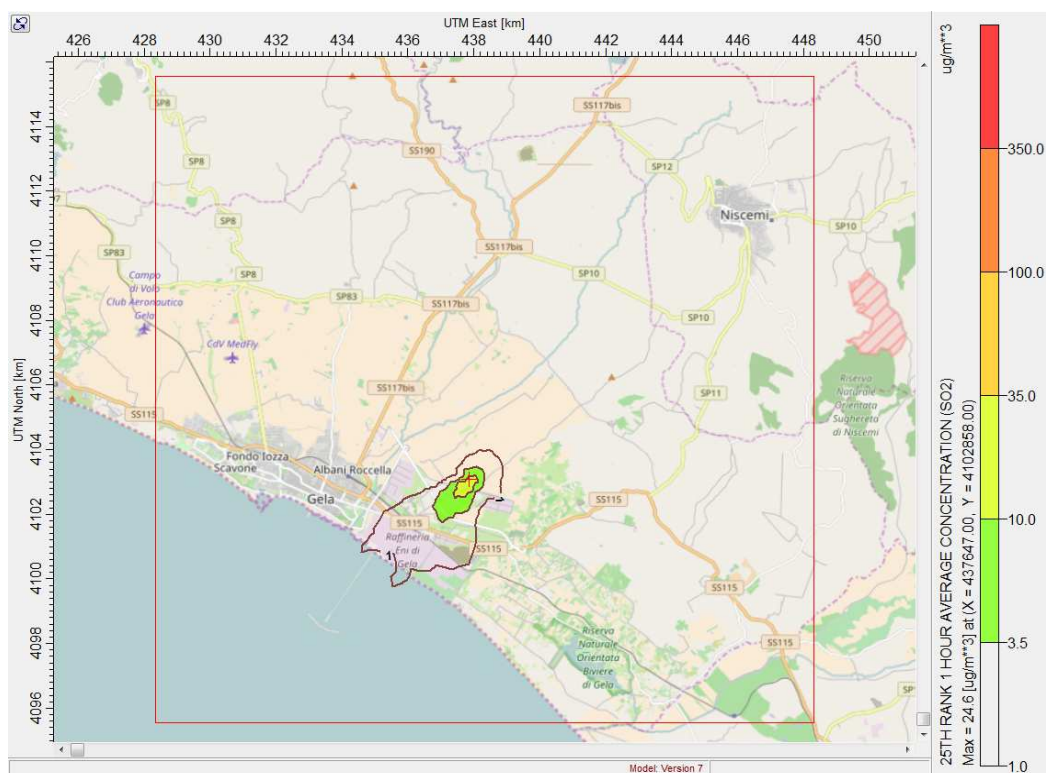 UTM East [km]
426 428 430 432 434 436 438 440 442 444 446 448 450
UTM North [km]
4114
4112
4110
4108
4106
4104
4102
4100
4098
4096
SP8
SS117bis
SS190
SP12
SP8
Niscemi
SP8
SP10
SS117bis
SP83
SP10
Campo
di Volo
Club Aeronautico
Gela
SP8
SP83
SS117bis
SP10
CdV MedFly
SS117bis
SP11
Riserva
Naturale
Orientata
Sughereta
di Niscemi
SS115
Fondo Iozza
Scavone
Albani Roccella
Gela
SS115
SS115
Raffineria
Eni di
Gela
1
1
SS115
SS115
Riserva
Naturale
Orientata
Biviere
di Gela
SS115
SP
Model: Version 7
25TH RANK 1 HOUR AVERAGE CONCENTRATION (SO2)
Max = 24.6 [ug/m**3] at (X = 437647.00, Y = 4102858.00)
ug/m**3
350.0
100.0
35.0
10.0
3.5
1.0